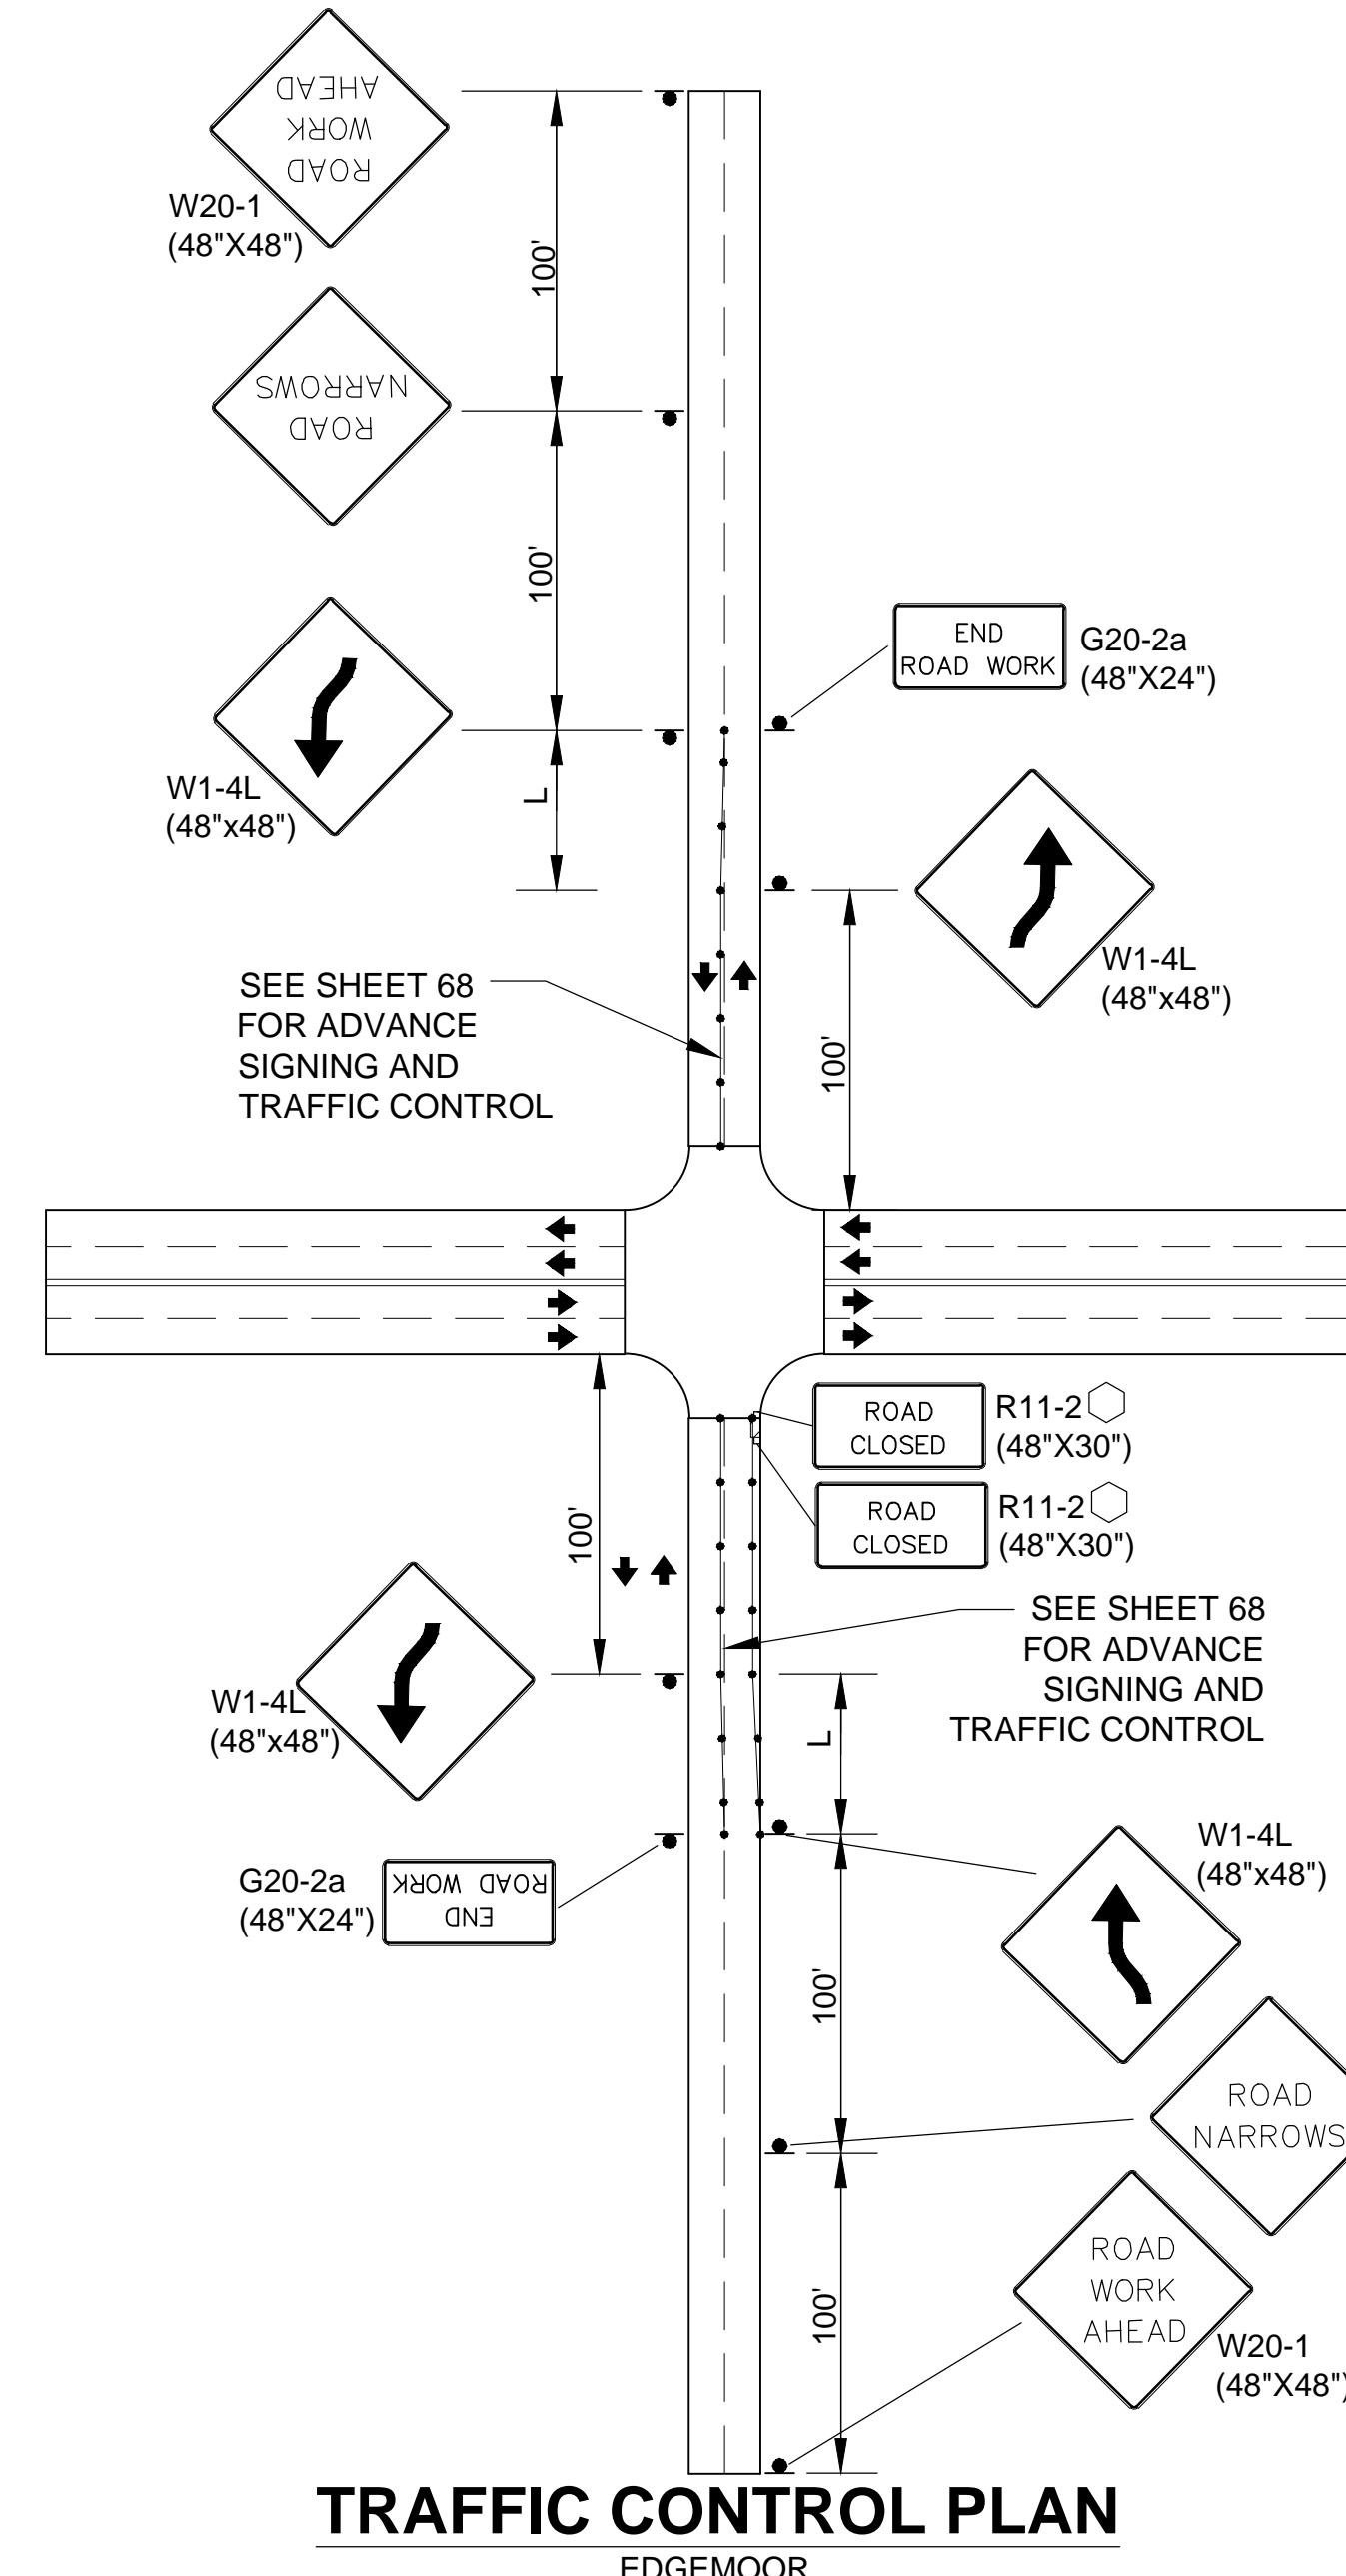 ROAD
WORK
AHEAD
W20-1
(48"X48")
100'
ROAD
NARROWS
100'
END
ROAD WORK
G20-2a
(48"X24")
W1-4L
(48"x48")
L
W1-4L
(48"x48")
SEE SHEET 68
FOR ADVANCE
SIGNING AND
TRAFFIC CONTROL
100'
ROAD
CLOSED
R11-2
(48"X30")
ROAD
CLOSED
R11-2
(48"X30")
100'
SEE SHEET 68
FOR ADVANCE
SIGNING AND
TRAFFIC CONTROL
W1-4L
(48"x48")
L
W1-4L
(48"x48")
G20-2a
(48"X24")
END
ROAD WORK
100'
ROAD
NARROWS
ROAD
WORK
AHEAD
W20-1
(48"X48")
100'
TRAFFIC CONTROL PLAN
EDGEMOOR